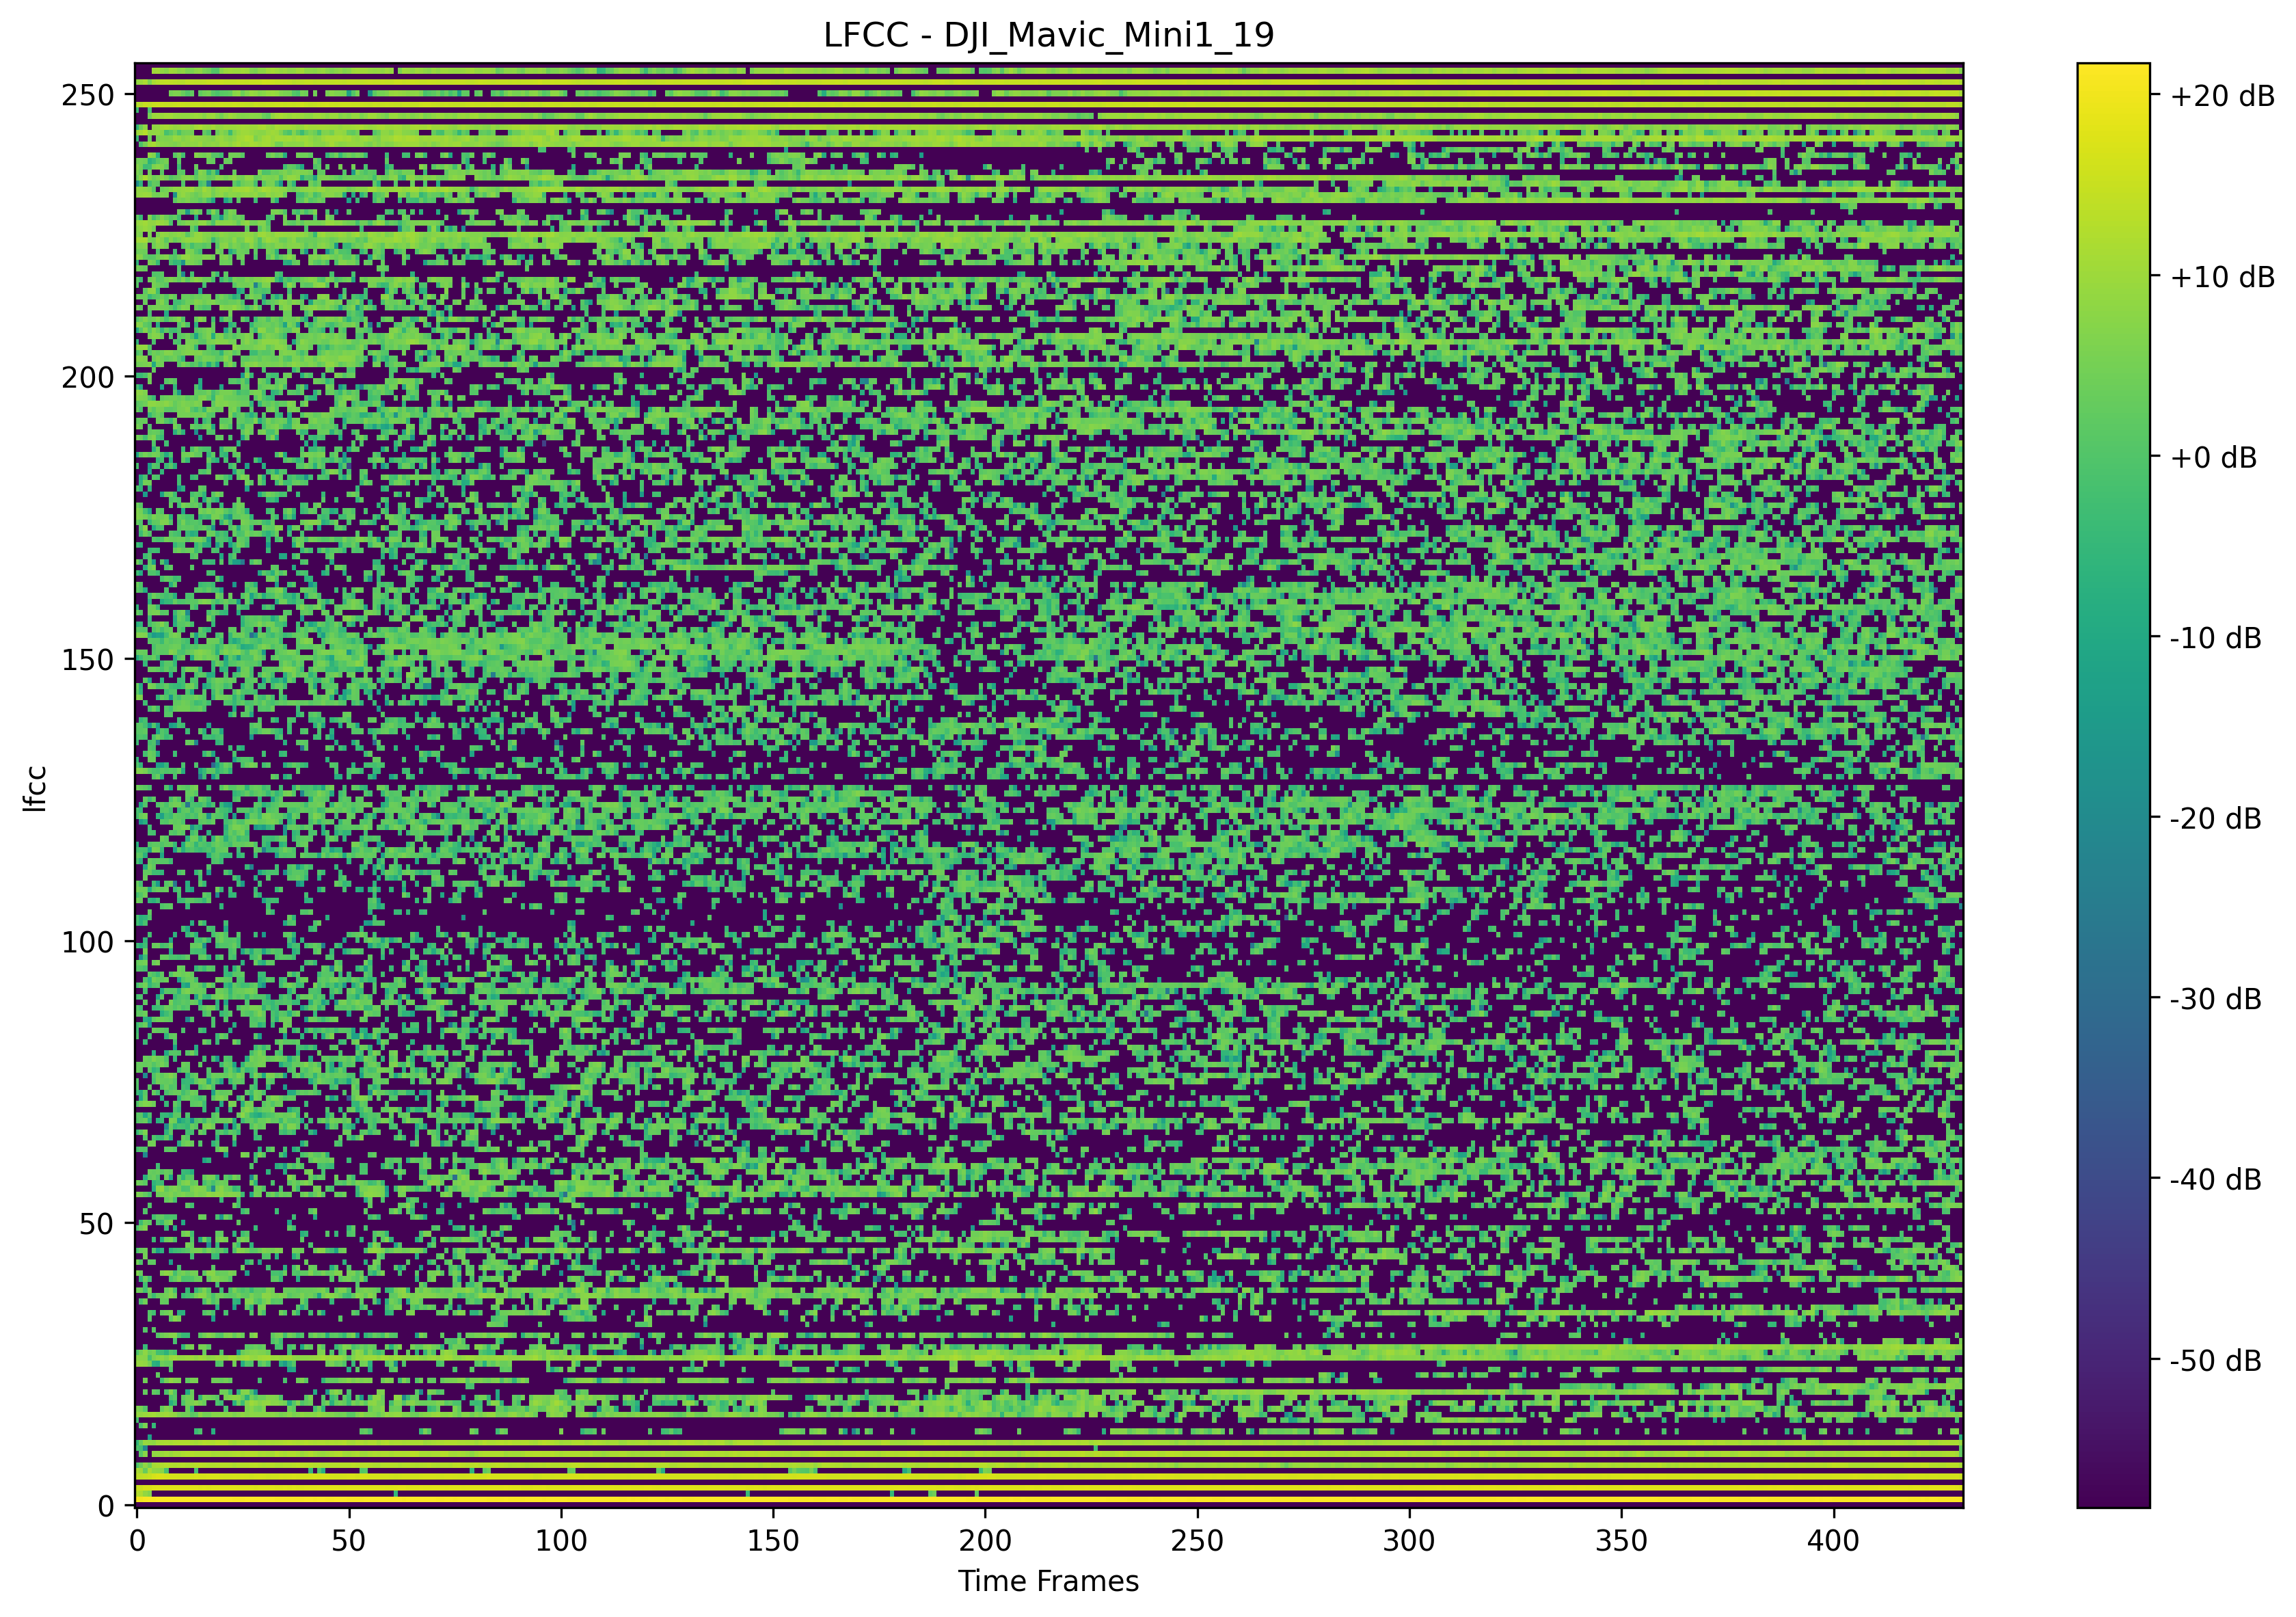 LFCC - DJI_Mavic_Mini1_19
250
200
150
100
50
0
lfcc
0 50 100 150 200 250 300 350 400
Time Frames
+20 dB
+10 dB
+0 dB
-10 dB
-20 dB
-30 dB
-40 dB
-50 dB